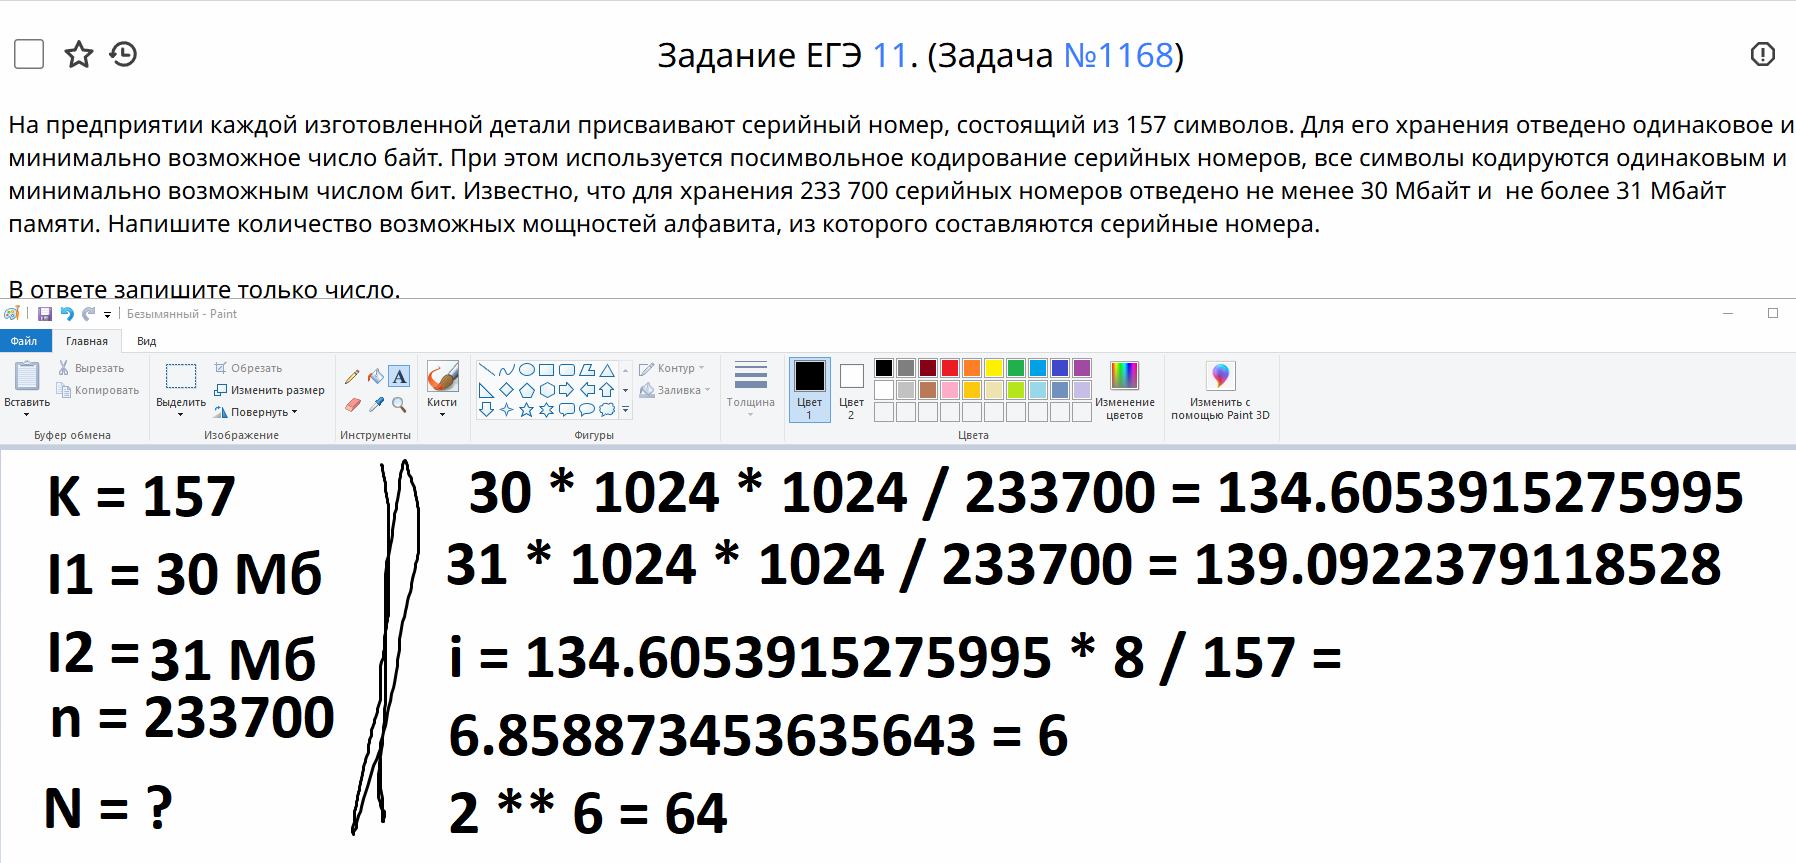 Задание ЕГЭ 11. (Задача №1168)
На предприятии каждой изготовленной детали присваивают серийный номер, состоящий из 157 символов. Для его хранения отведено одинаковое и
минимально возможное число байт. При этом используется посимвольное кодирование серийных номеров, все символы кодируются одинаковым и
минимально возможным числом бит. Известно, что для хранения 233 700 серийных номеров отведено не менее 30 Мбайт и  не более 31 Мбайт
памяти. Напишите количество возможных мощностей алфавита, из которого составляются серийные номера.
В ответе запишите только число.
Безымянный - Paint
Файл Главная Вид
Вставить
Вырезать
Копировать
Буфер обмена
Выделить
Обрезать
Изменить размер
Повернуть
Изображение
A
Инструменты
Кисти
Контур
Заливка
Фигуры
Толщина
Цвет 1
Цвет 2
Изменение цветов
Цвета
Изменить с помощью Paint 3D
K = 157
I1 = 30 Мб
I2 = 31 Мб
n = 233700
N = ?
30 * 1024 * 1024 / 233700 = 134.6053915275995
31 * 1024 * 1024 / 233700 = 139.0922379118528
i = 134.6053915275995 * 8 / 157 =
6.858873453635643 = 6
2 ** 6 = 64